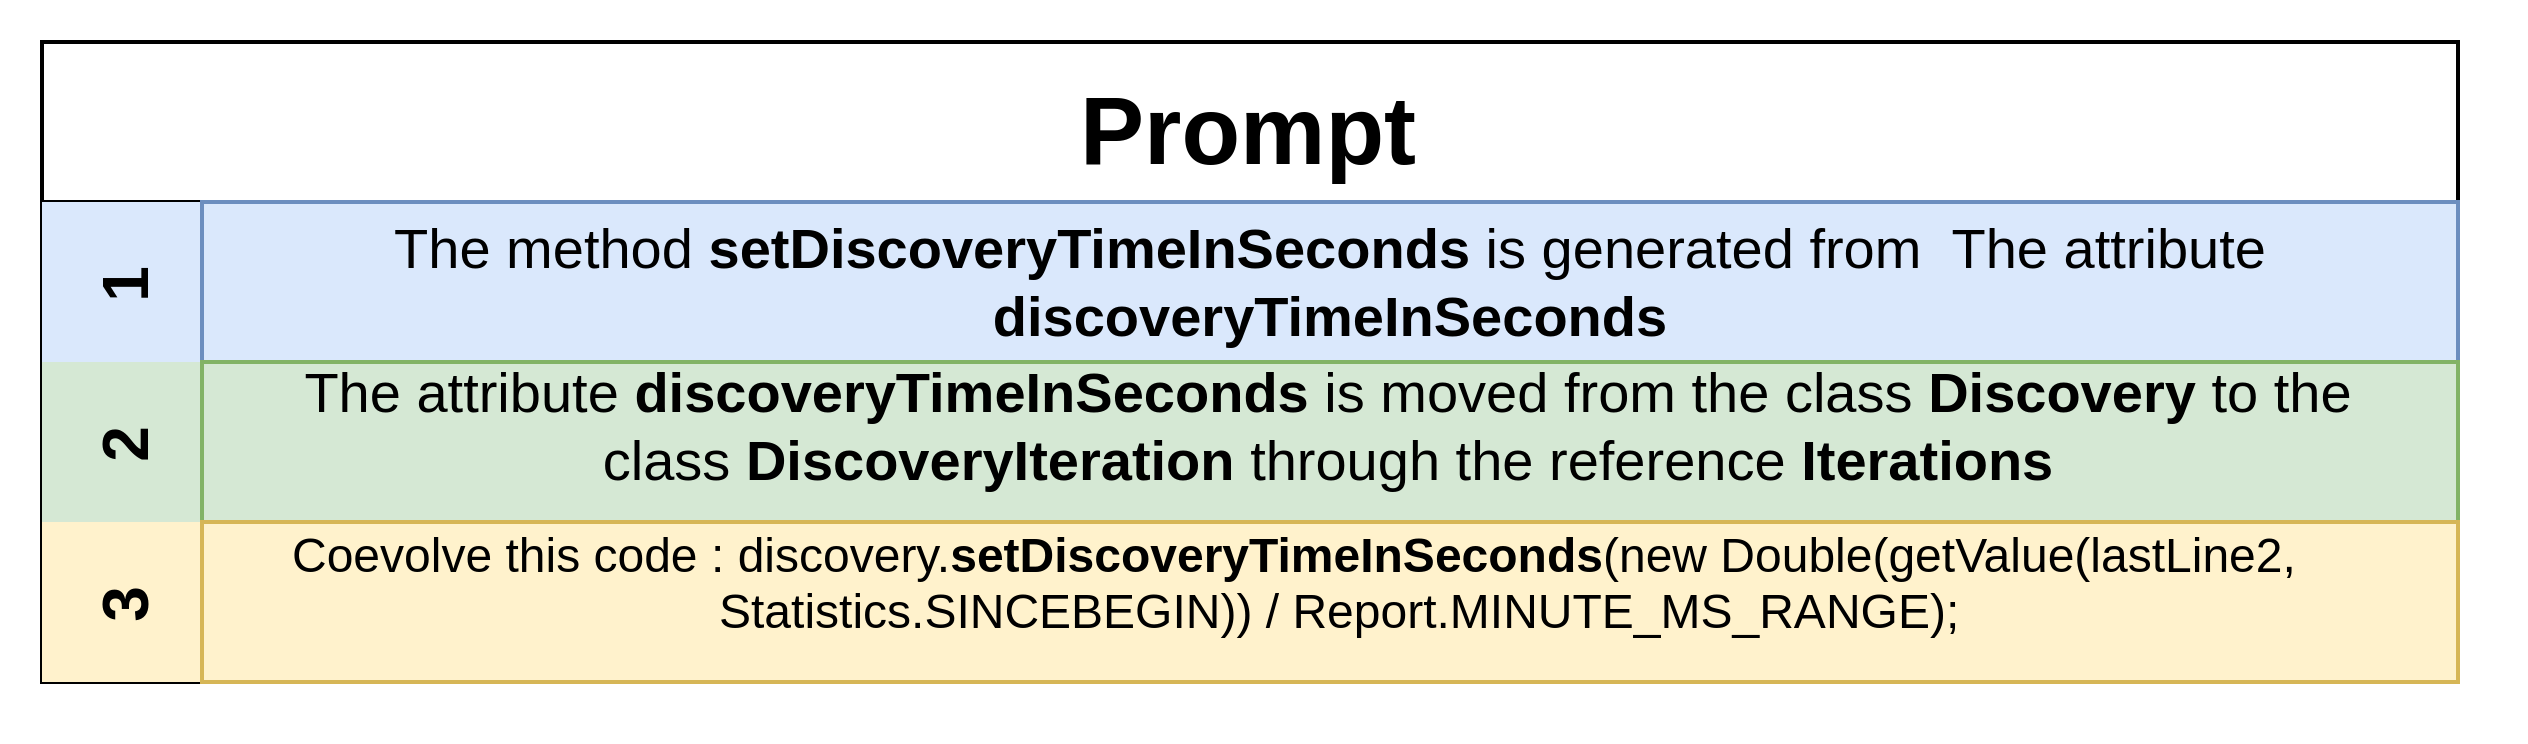 Prompt
1
The method setDiscoveryTimeInSeconds is generated from  The attribute
discoveryTimeInSeconds
2
The attribute discoveryTimeInSeconds is moved from the class Discovery to the
class DiscoveryIteration through the reference Iterations
3
Coevolve this code : discovery.setDiscoveryTimeInSeconds(new Double(getValue(lastLine2,
Statistics.SINCEBEGIN)) / Report.MINUTE_MS_RANGE);